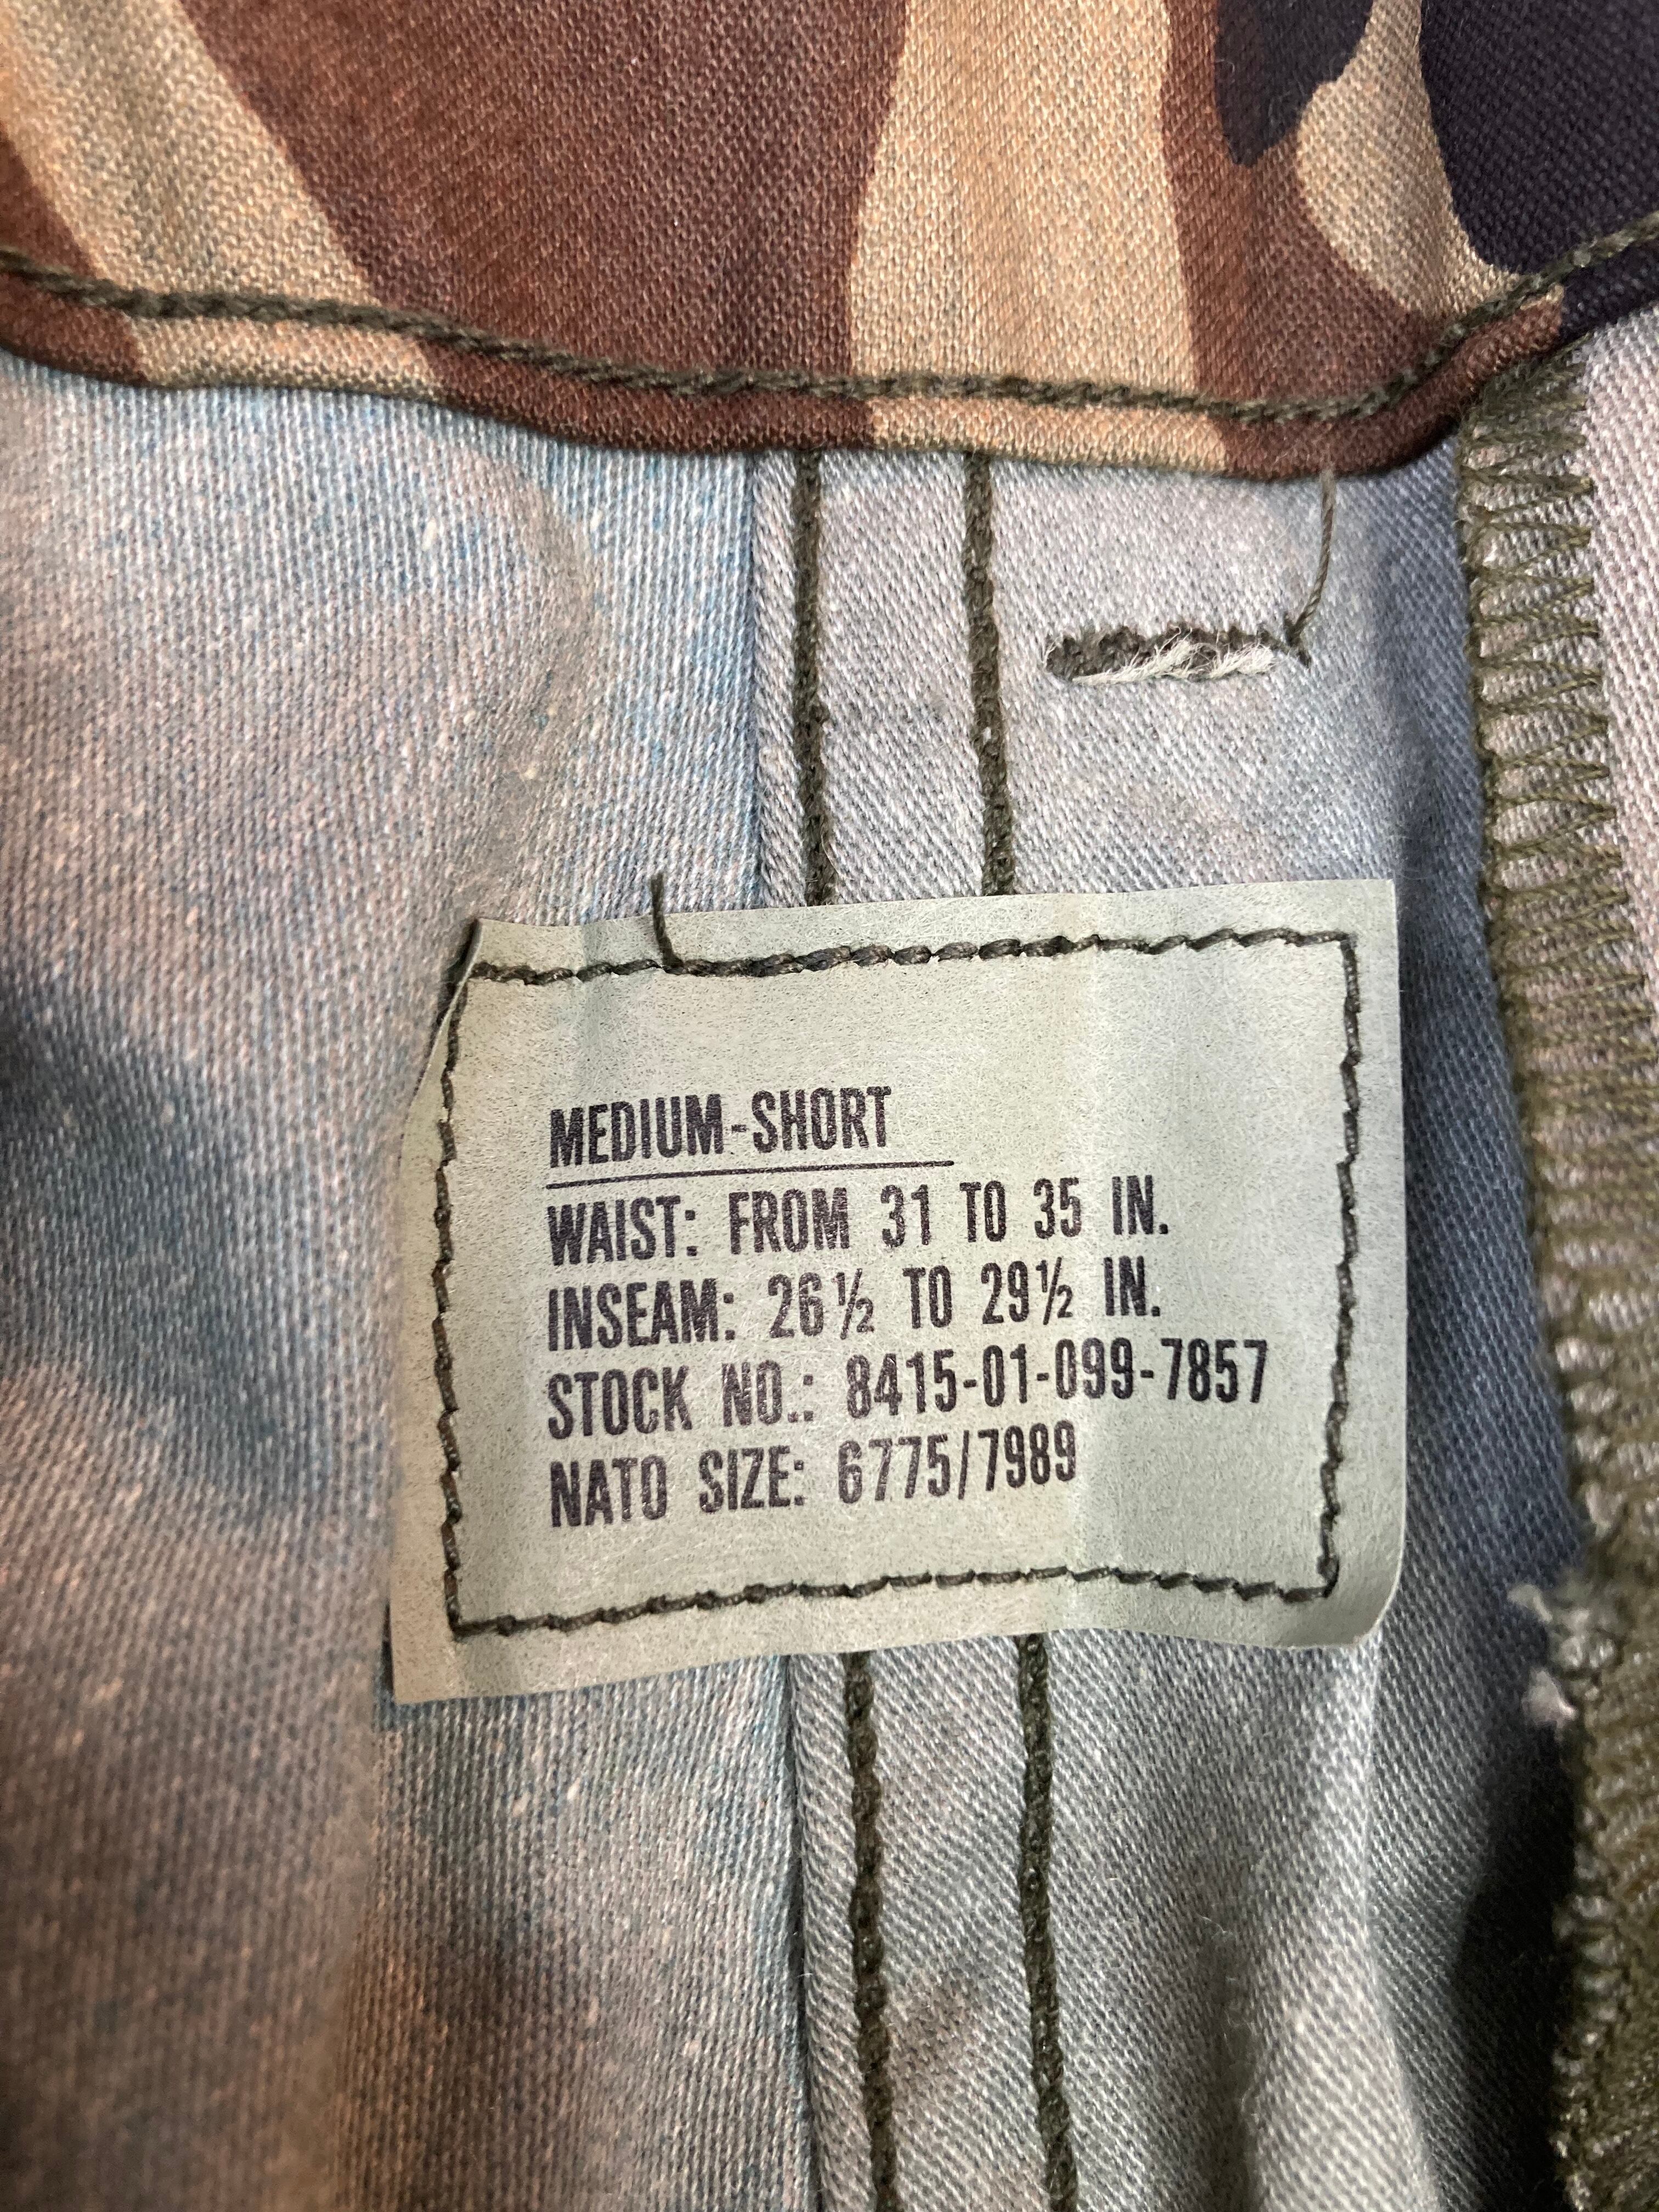 MEDIUM-SHORT
WAIST: FROM 31 TO 35 IN.
INSEAM: 26½ TO 29½ IN.
STOCK NO.: 8415-01-099-7857
NATO SIZE: 6775/7989